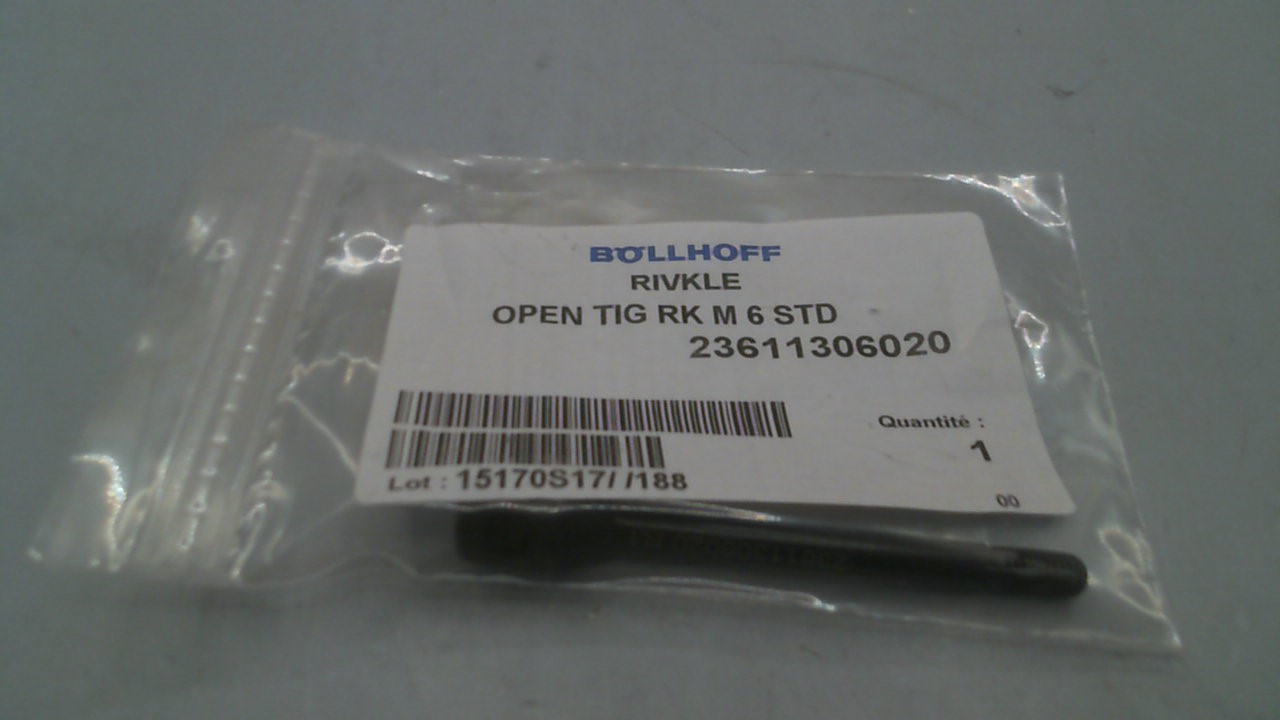 BÖLLHOFF
RIVKLE
OPEN TIG RK M 6 STD
23611306020
Quantité :
1
Lot : 15170S17/ /188
00